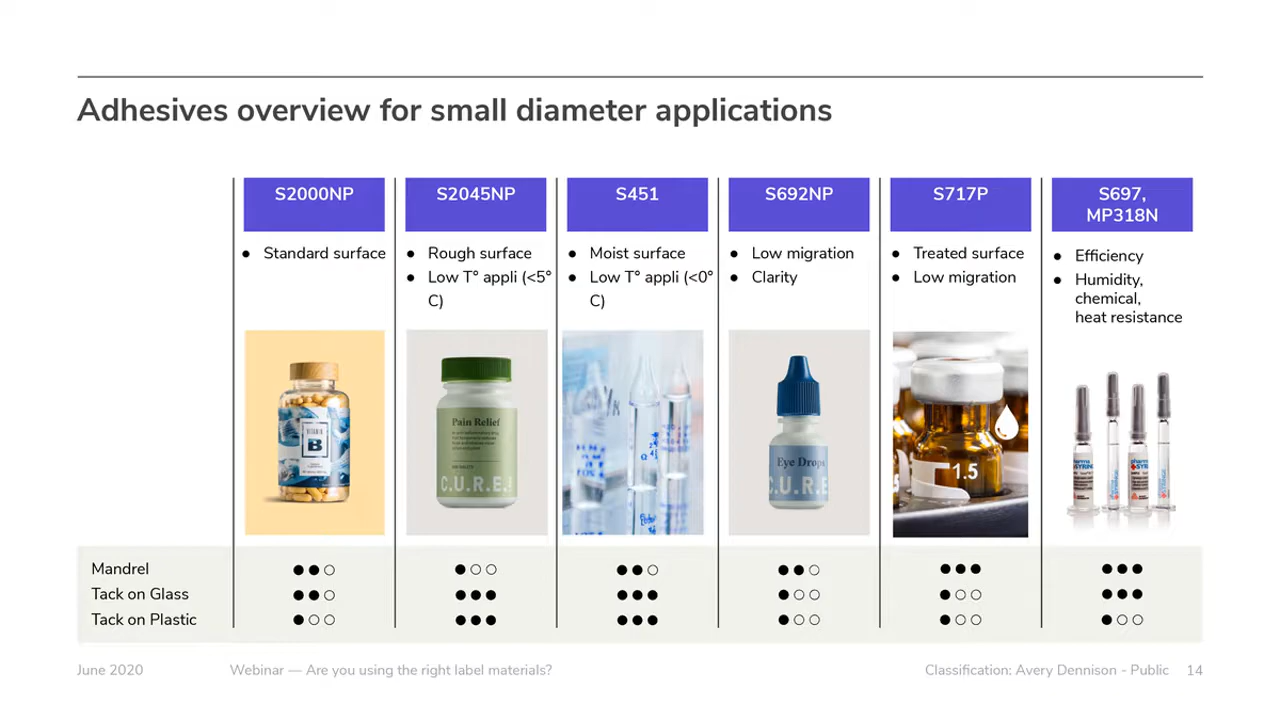 Adhesives overview for small diameter applications
S2000NP
S2045NP
S451
S692NP
S717P
S697,
MP318N
● Standard surface
● Rough surface
● Low T° appli (<5°
C)
● Moist surface
● Low T° appli (<0°
C)
● Low migration
● Clarity
● Treated surface
● Low migration
● Efficiency
● Humidity,
chemical,
heat resistance
B
Pain Relief
C.U.R.E.
Eye Drops
C.U.R.E
1.5
pharma
SYRI
Mandrel ●●○ ●○○ ●●○ ●●○ ●●● ●●●
Tack on Glass ●●○ ●●● ●●● ●○○ ●○○ ●●●
Tack on Plastic ●○○ ●●● ●●● ●○○ ●○○ ●○○
June 2020
Webinar — Are you using the right label materials?
Classification: Avery Dennison - Public 14